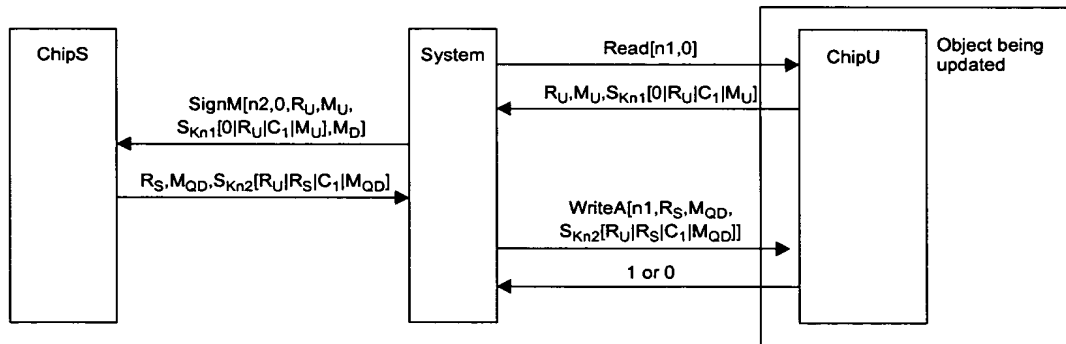 ChipS
System
Read[n1,0]
ChipU
Object being
updated
R_U,M_U,S_Kn1[0|R_U|C_1|M_U]
SignM[n2,0,R_U,M_U,
S_Kn1[0|R_U|C_1|M_U],M_D]
R_S,M_QD,S_Kn2[R_U|R_S|C_1|M_QD]
WriteA[n1,R_S,M_QD,
S_Kn2[R_U|R_S|C_1|M_QD]]
1 or 0